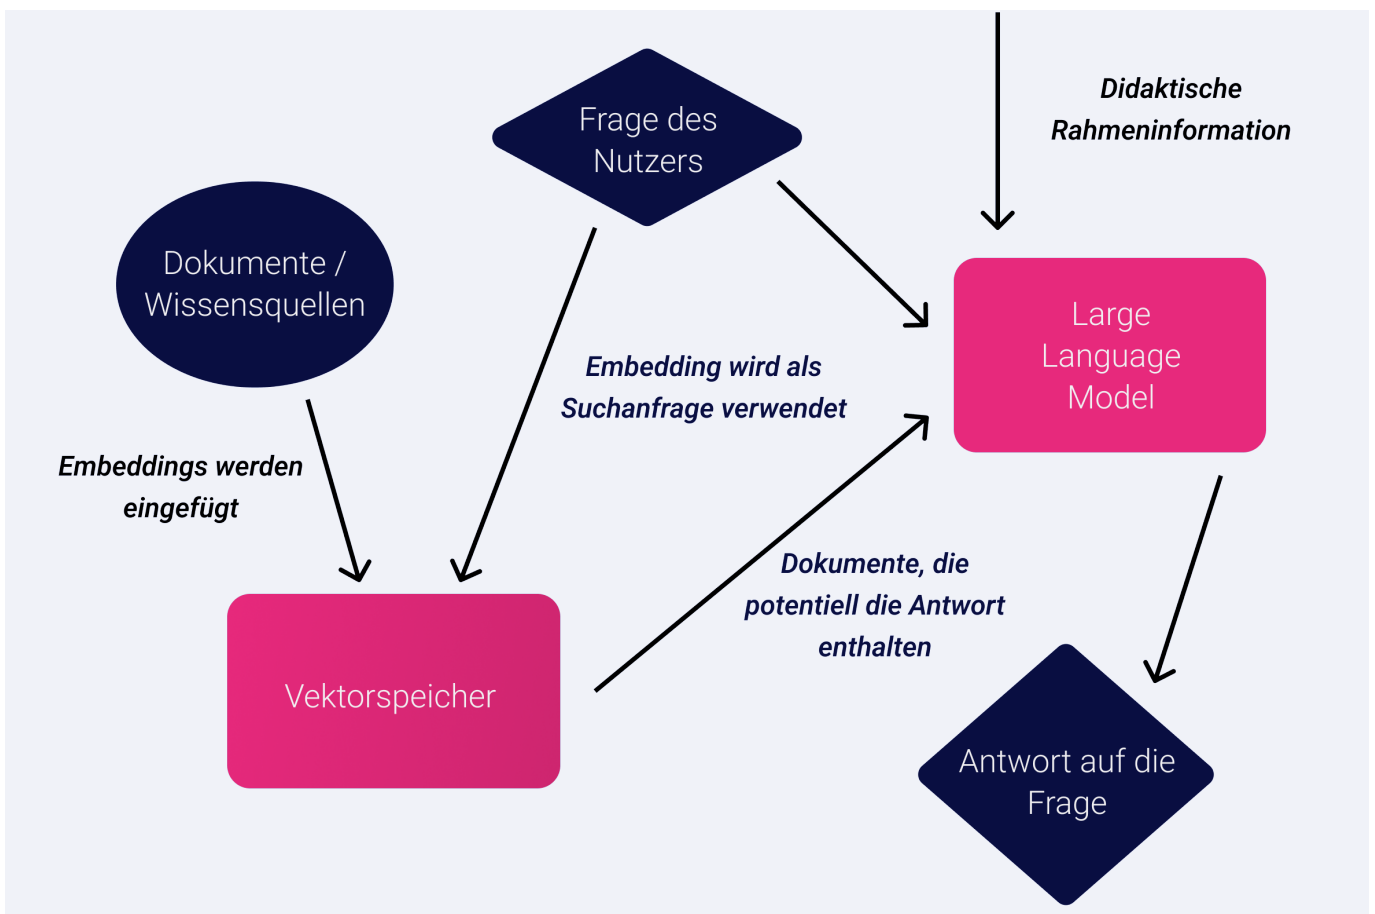 Didaktische
Rahmeninformation
Frage des
Nutzers
Dokumente /
Wissensquellen
Large
Language
Model
Embedding wird als
Suchanfrage verwendet
Embeddings werden
eingefügt
Dokumente, die
potentiell die Antwort
enthalten
Vektorspeicher
Antwort auf die
Frage